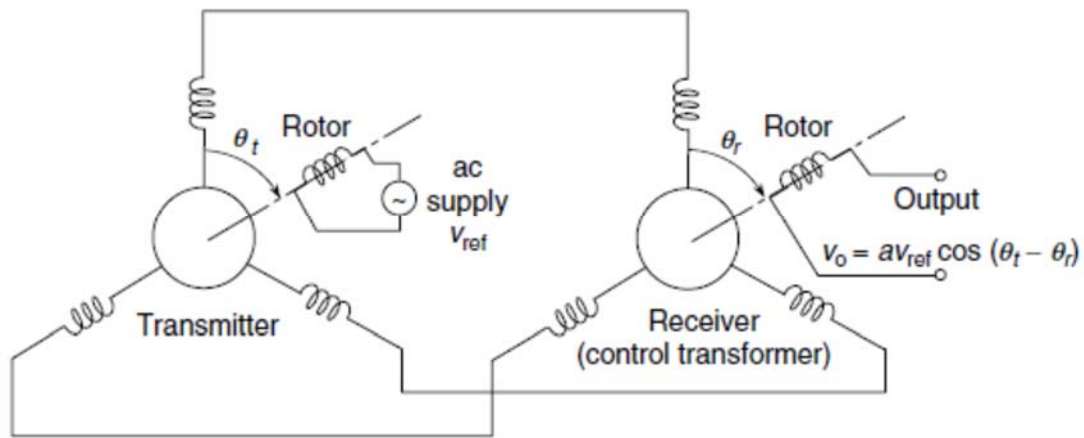 Rotor
θt
ac
supply
vref
Transmitter
Rotor
θr
Output
vo = avref cos (θt – θr)
Receiver
(control transformer)